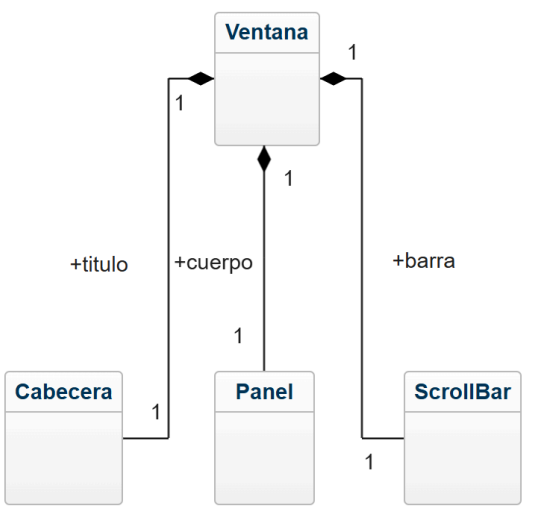 Ventana
1
1
1
+titulo
+cuerpo
+barra
1
Cabecera
Panel
ScrollBar
1
1